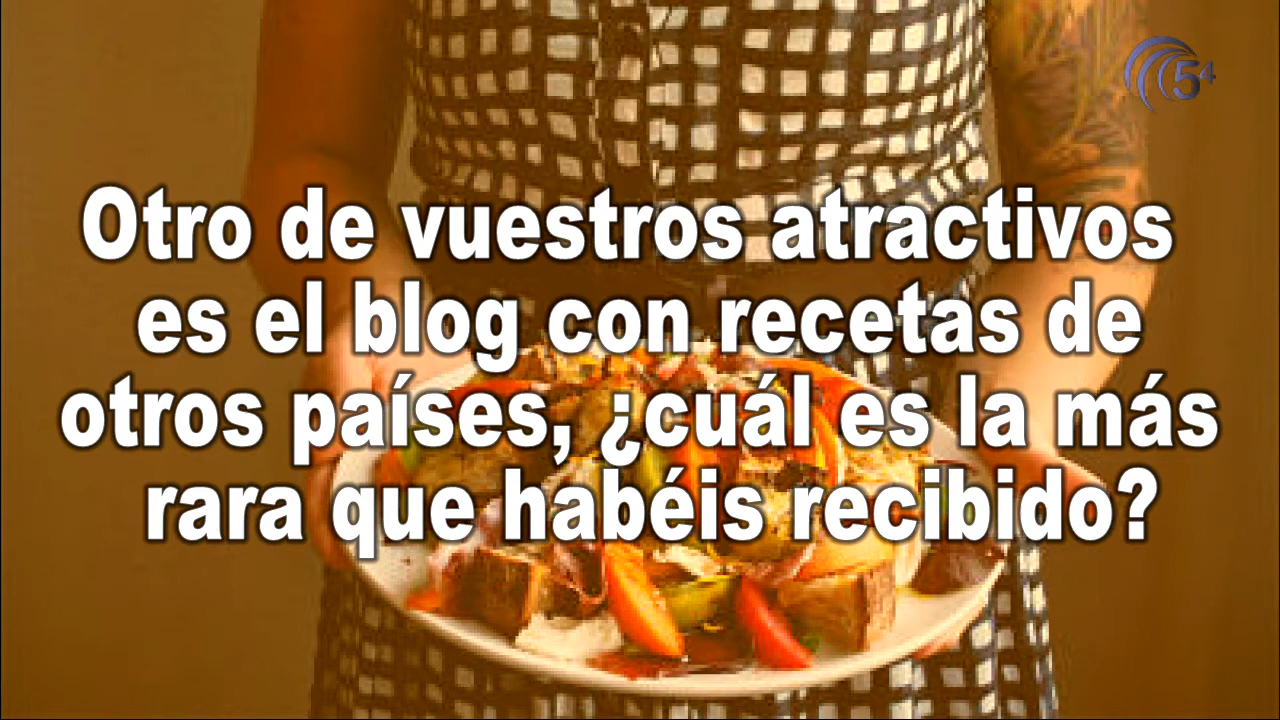 54
Otro de vuestros atractivos
es el blog con recetas de
otros países, ¿cuál es la más
rara que habéis recibido?